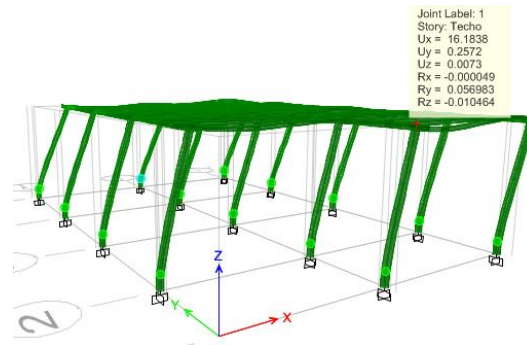 Joint Label: 1
Story: Techo
Ux = 16.1838
Uy = 0.2572
Uz = 0.0073
Rx = -0.000049
Ry = 0.056983
Rz = -0.010464
Z
Y
X
2